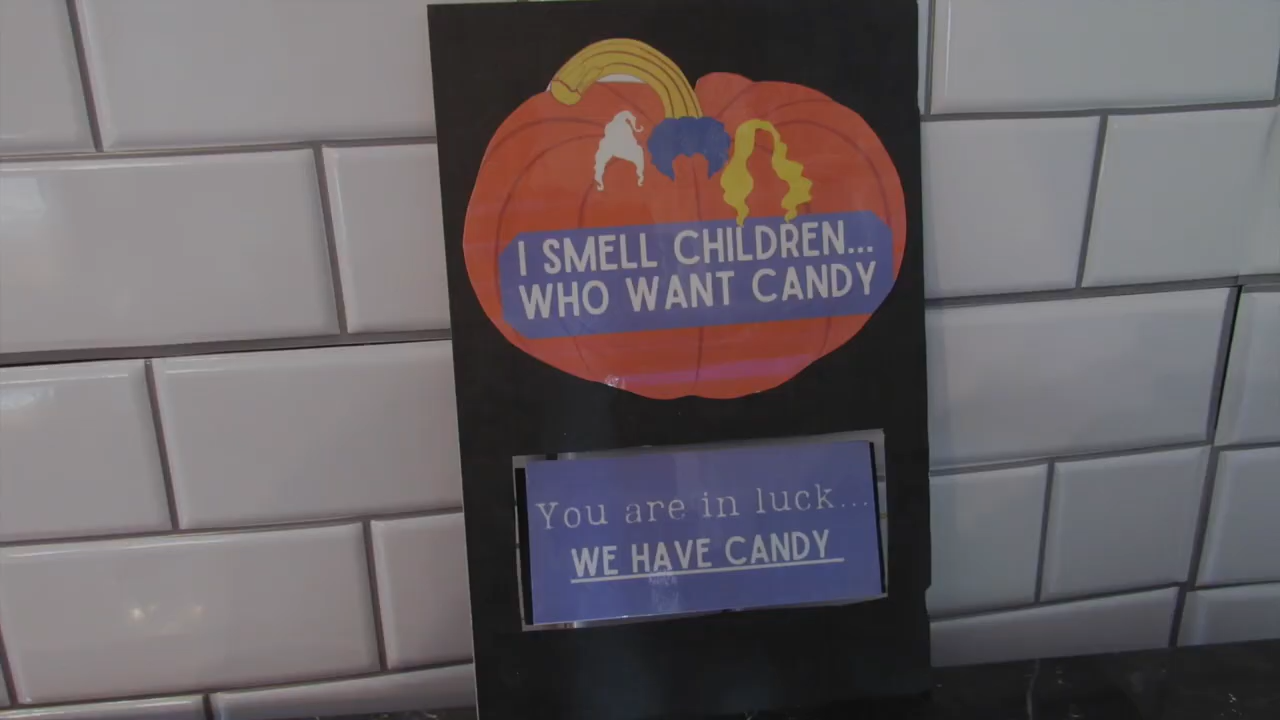 I SMELL CHILDREN...
WHO WANT CANDY
You are in luck...
WE HAVE CANDY